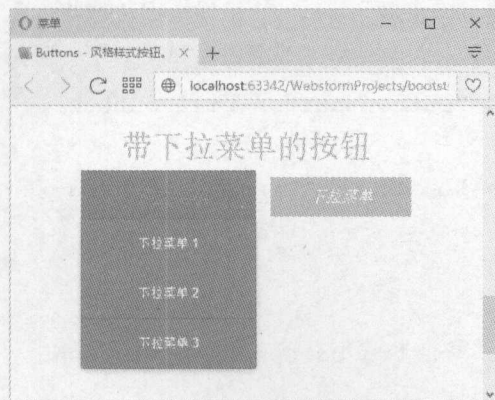 菜单
Buttons - 风格样式按钮。
localhost:63342/WebstormProjects/bootst
带下拉菜单的按钮
下拉菜单
下拉菜单 1
下拉菜单 2
下拉菜单 3